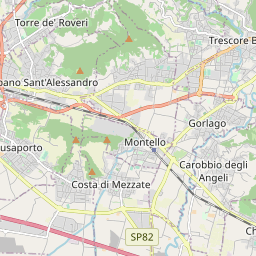 Torre de' Roveri
Trescore B
bano Sant'Alessandro
Gorlago
Montello
usaporto
Carobbio degli
Angeli
Costa di Mezzate
SP82
Ch